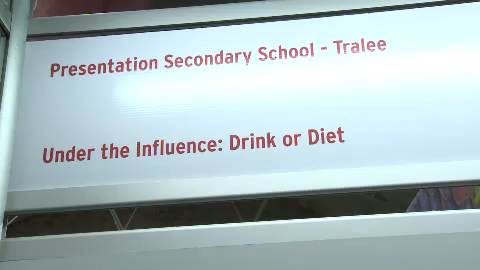 Presentation Secondary School - Tralee
Under the Influence: Drink or Diet